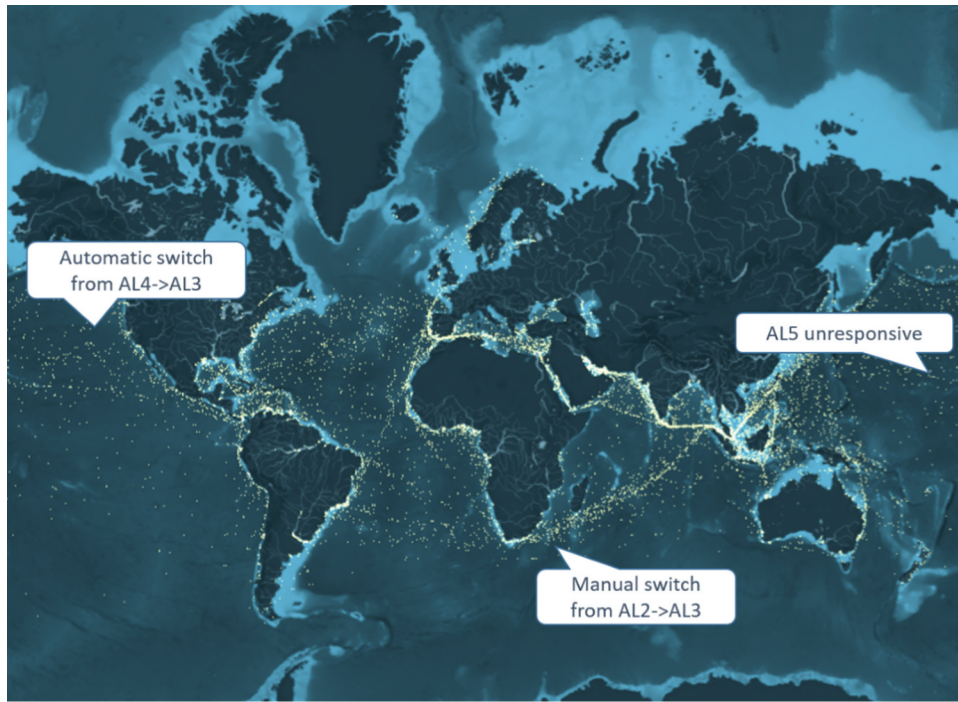 Automatic switch
from AL4->AL3
AL5 unresponsive
Manual switch
from AL2->AL3